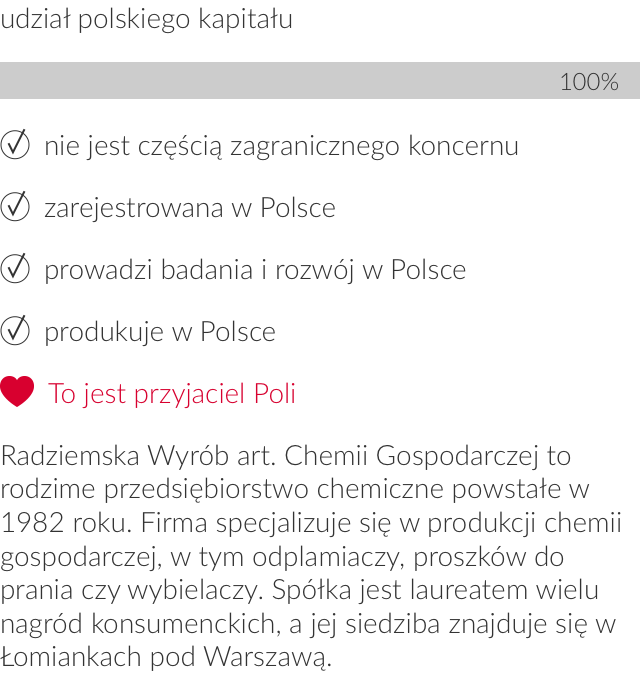 udział polskiego kapitału
100%
nie jest częścią zagranicznego koncernu
zarejestrowana w Polsce
prowadzi badania i rozwój w Polsce
produkuje w Polsce
To jest przyjaciel Poli
Radziemska Wyrób art. Chemii Gospodarczej to
rodzime przedsiębiorstwo chemiczne powstałe w
1982 roku. Firma specjalizuje się w produkcji chemii
gospodarczej, w tym odplamiaczy, proszków do
prania czy wybielaczy. Spółka jest laureatem wielu
nagród konsumenckich, a jej siedziba znajduje się w
Łomiankach pod Warszawą.